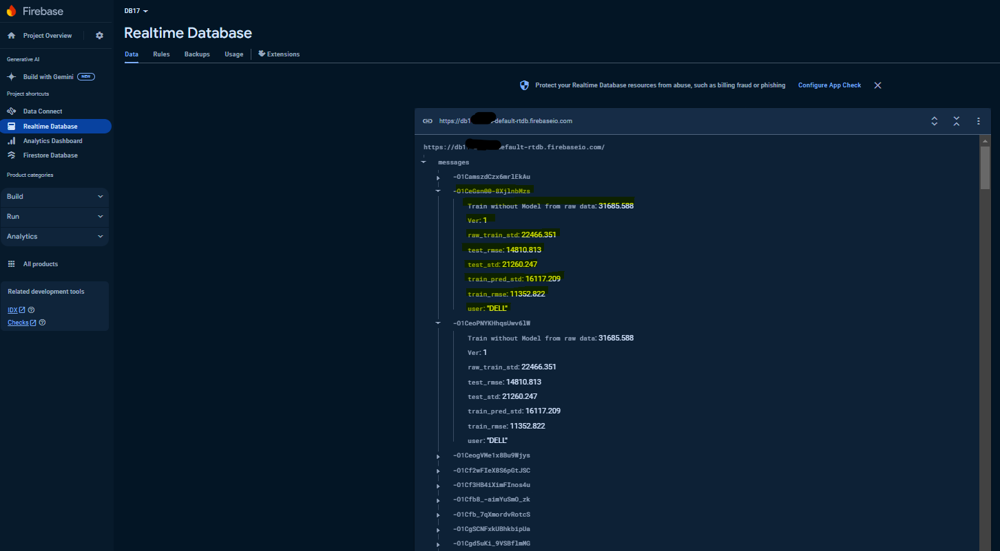 Firebase
DB17
Project Overview
Realtime Database
Data Rules Backups Usage Extensions
Generative AI
Build with Gemini NEW
Project shortcuts
Data Connect
Realtime Database
Analytics Dashboard
Firestore Database
Product categories
Build
Run
Analytics
All products
Related development tools
IDX
Checks
Protect your Realtime Database resources from abuse, such as billing fraud or phishing Configure App Check
https://db1 -default-rtdb.firebaseio.com
https://db1 efault-rtdb.firebaseio.com/
messages
-O1CamszdCzx6mrlEkAu
-O1CeGsn00-8XjlnbMzs
Train without Model from raw data: 31685.588
Ver: 1
raw_train_std: 22466.351
test_rmse: 14810.813
test_std: 21260.247
train_pred_std: 16117.209
train_rmse: 11352.822
user: "DELL"
-O1CeoPNYKHhqsUwv6lW
Train without Model from raw data: 31685.588
Ver: 1
raw_train_std: 22466.351
test_rmse: 14810.813
test_std: 21260.247
train_pred_std: 16117.209
train_rmse: 11352.822
user: "DELL"
-O1CeogVMe1x8Bu9Wjys
-O1Cf2wFIeX8S6pGtJSC
-O1Cf3HB4iXimFInos4u
-O1Cfb8_-aimYuSmO_zk
-O1Cfb_7qXmordvRotcS
-O1CgSCNFxkUBhkbipUa
-O1Cgd5uKi_9VSBflmMG